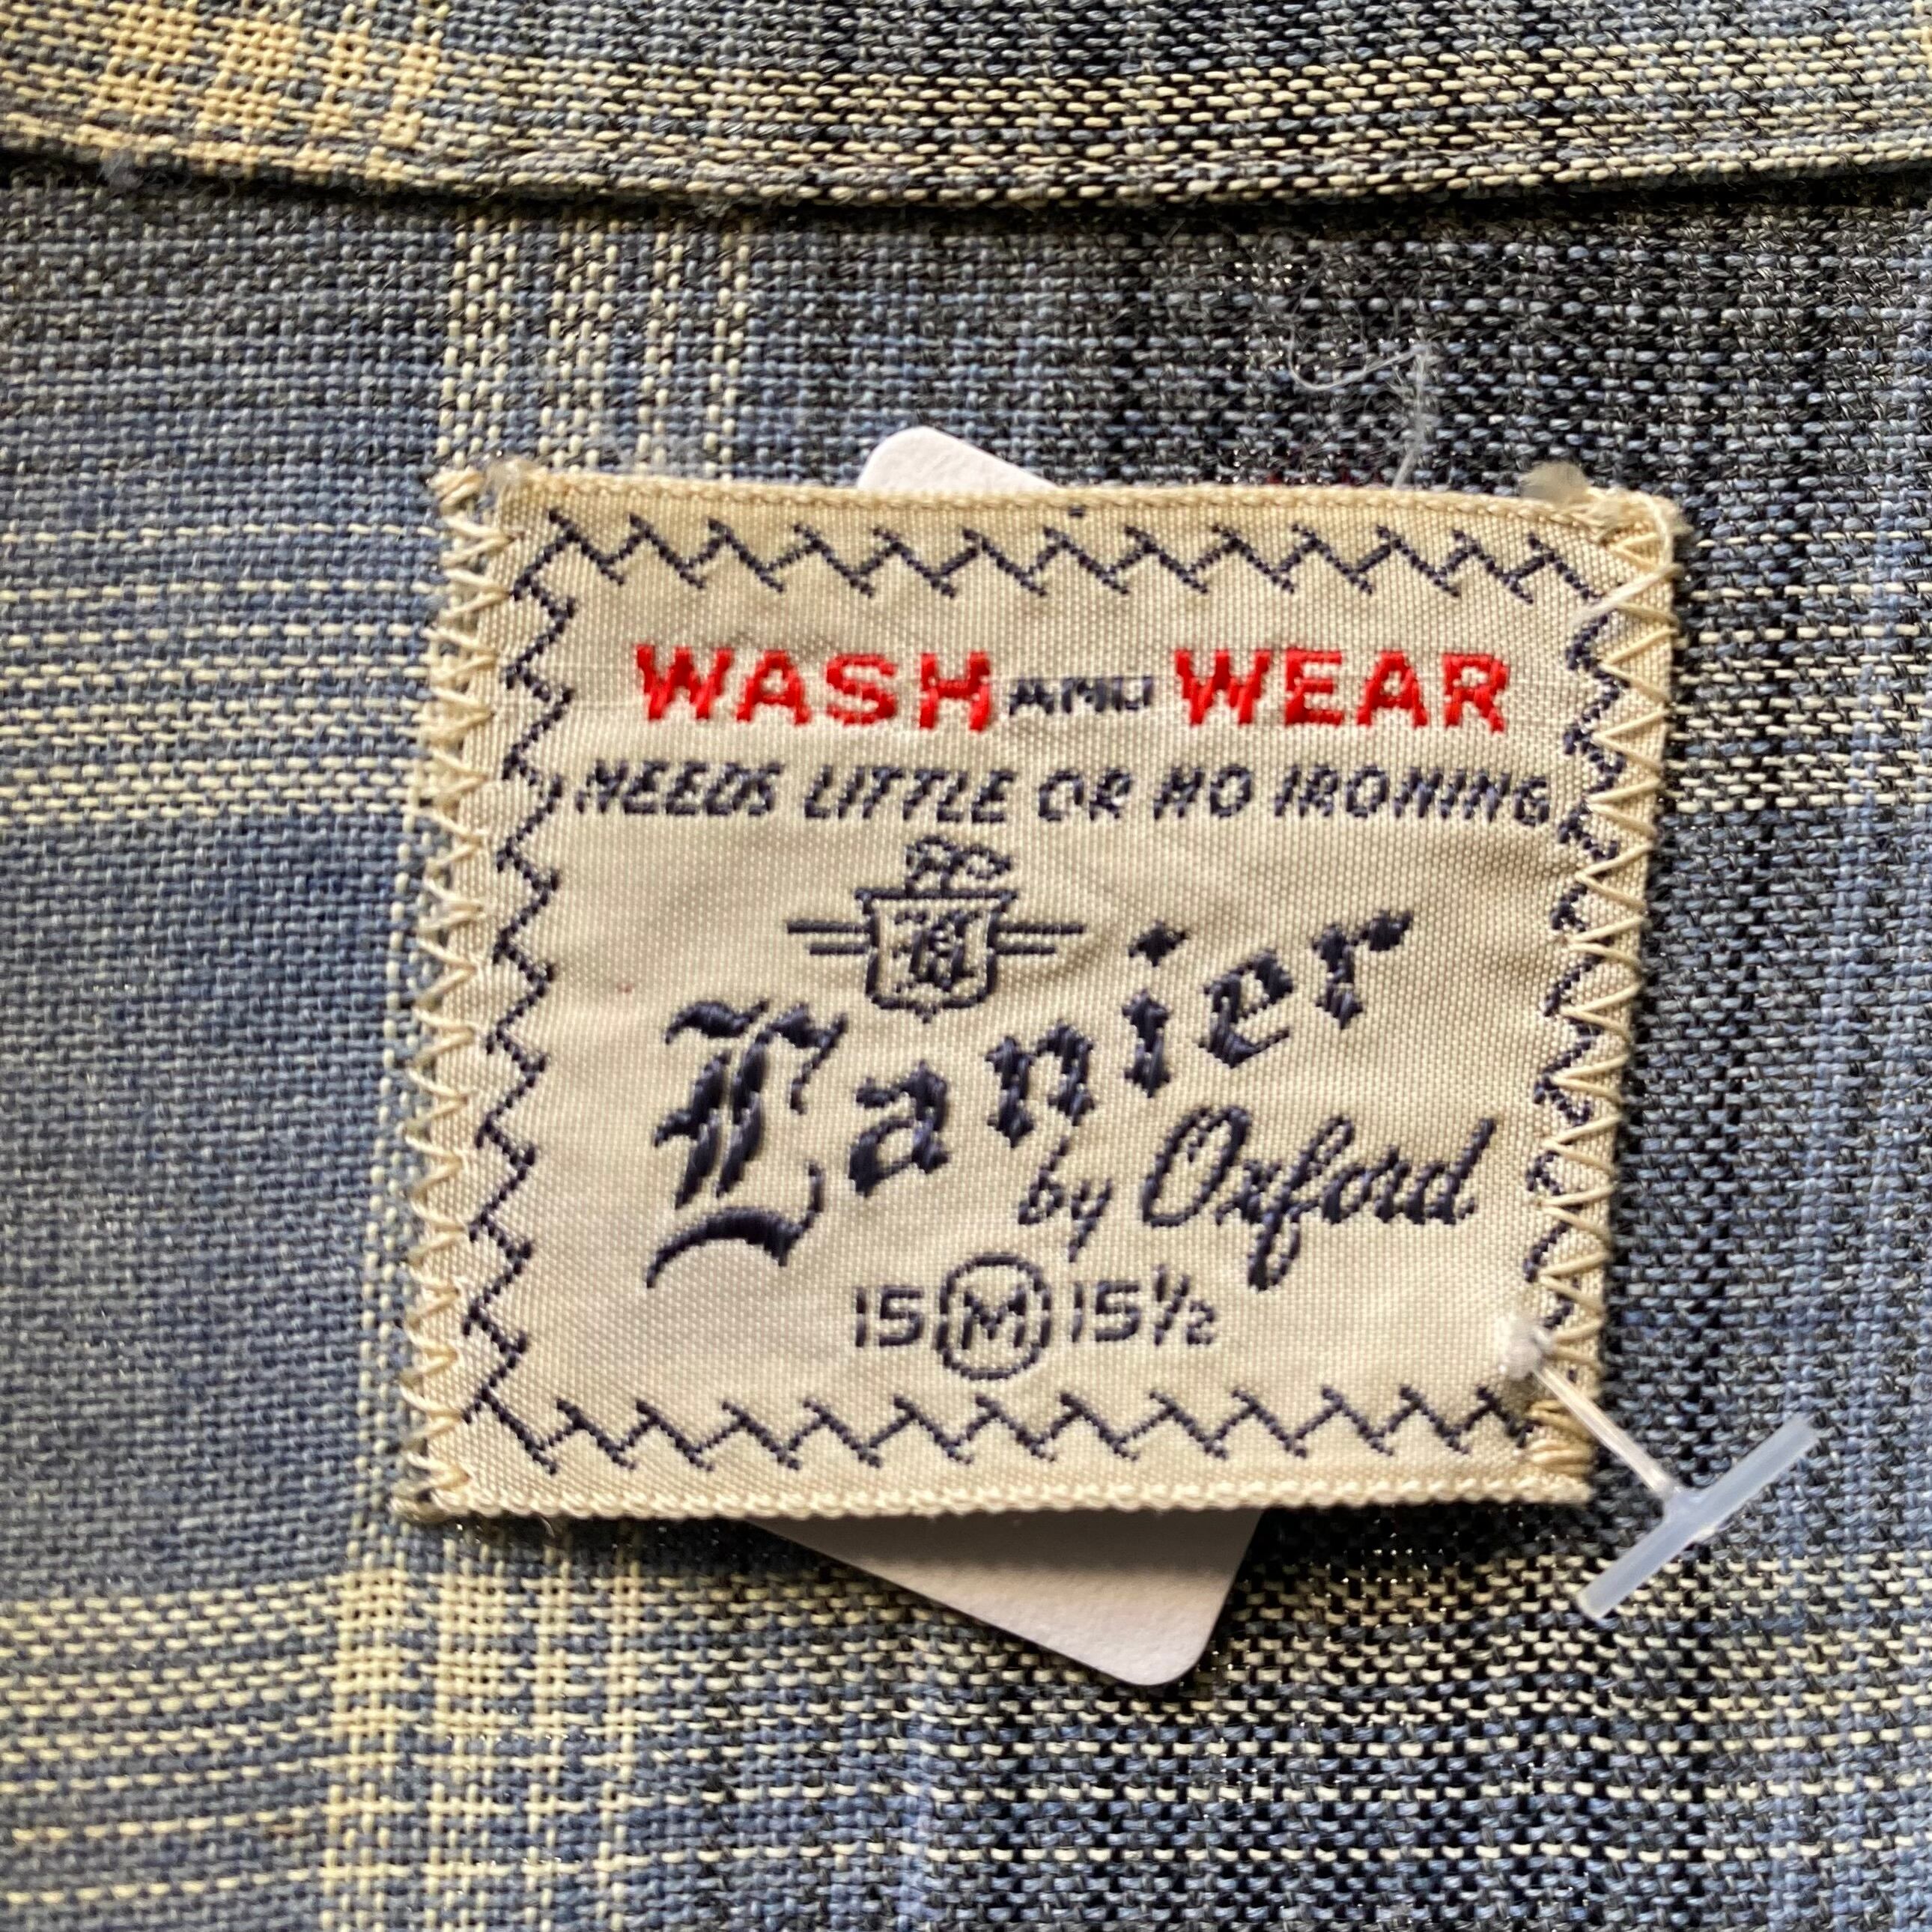 WASH AND WEAR
NEEDS LITTLE OR NO IRONING
Lanier
by Oxford
15 M 15½